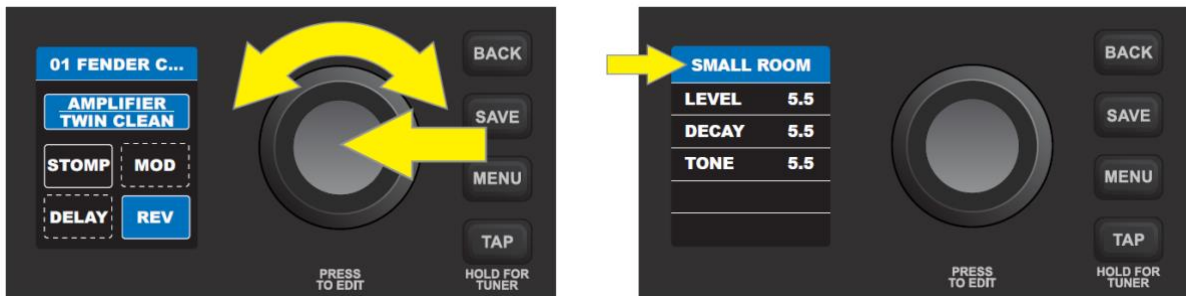 01 FENDER C...
AMPLIFIER
TWIN CLEAN
STOMP
MOD
DELAY
REV
PRESS
TO EDIT
BACK
SAVE
MENU
TAP
HOLD FOR
TUNER
SMALL ROOM
LEVEL 5.5
DECAY 5.5
TONE 5.5
PRESS
TO EDIT
BACK
SAVE
MENU
TAP
HOLD FOR
TUNER